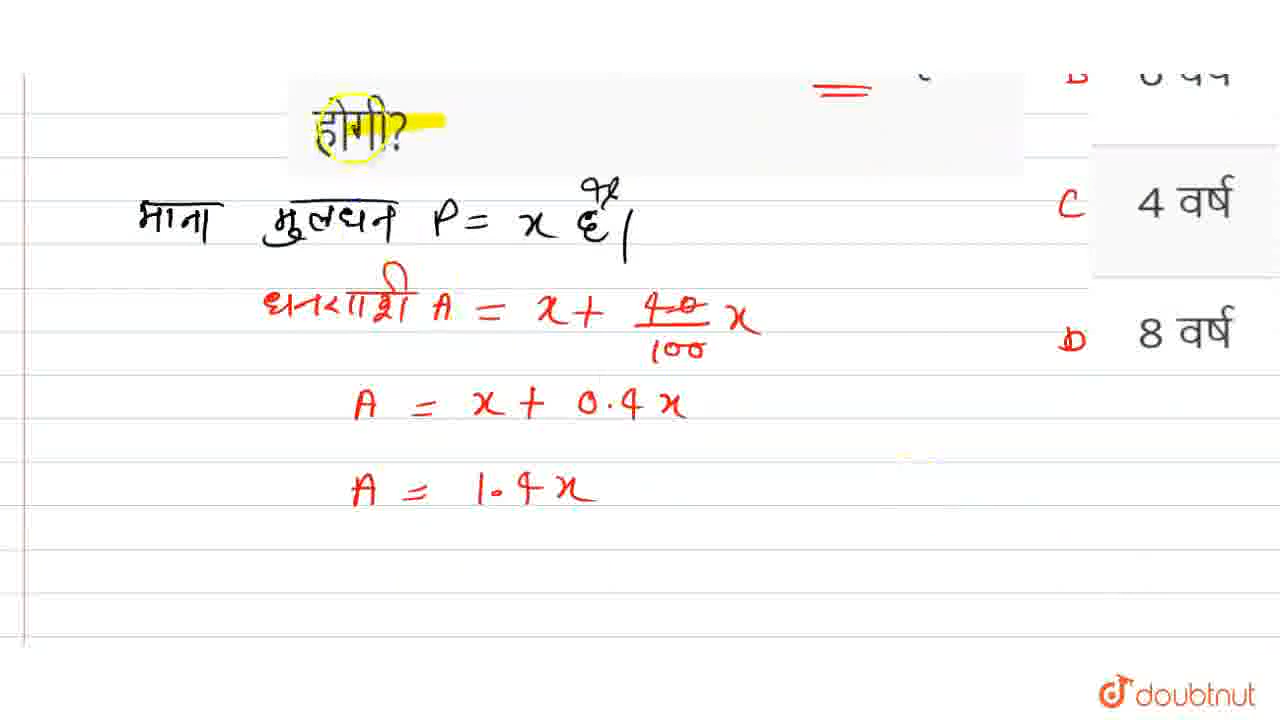 होगी?
माना मुलधन P = x है।
धनराशी A = x + 40/100 x
A = x + 0.4x
A = 1.4x
C 4 वर्ष
D 8 वर्ष
doubtnut